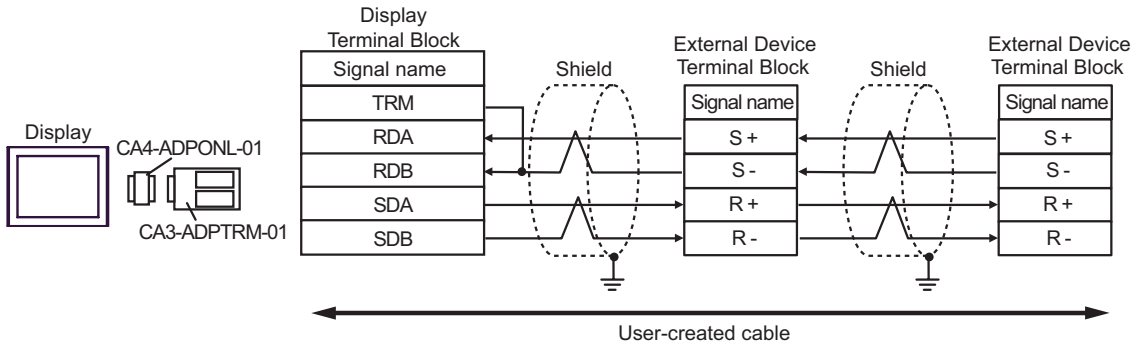 Display
Terminal Block
Signal name
TRM
RDA
RDB
SDA
SDB
Display
CA4-ADPONL-01
CA3-ADPTRM-01
Shield
External Device
Terminal Block
Signal name
S +
S -
R +
R -
Shield
External Device
Terminal Block
Signal name
S +
S -
R +
R -
User-created cable